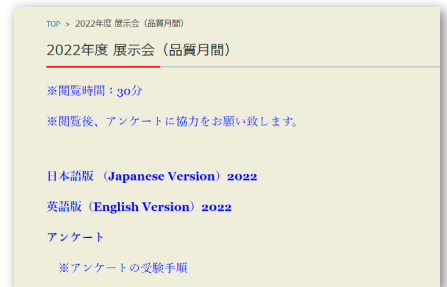 TOP > 2022年度 展示会（品質月間）
2022年度 展示会（品質月間）
※閲覧時間：30分
※閲覧後、アンケートに協力をお願い致します。
日本語版 （Japanese Version）2022
英語版（English Version）2022
アンケート
※アンケートの受験手順